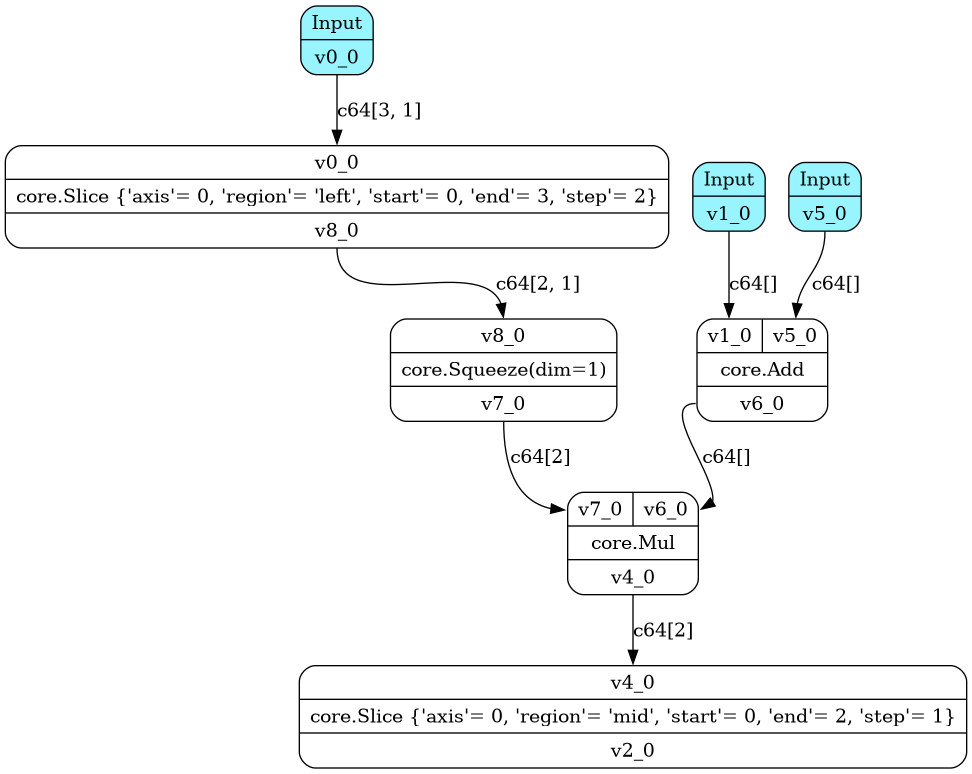 Input
v0_0
c64[3, 1]
v0_0
core.Slice {'axis'= 0, 'region'= 'left', 'start'= 0, 'end'= 3, 'step'= 2}
v8_0
Input
v1_0
Input
v5_0
c64[2, 1]
c64[]
c64[]
v8_0
core.Squeeze(dim=1)
v7_0
v1_0
v5_0
core.Add
v6_0
c64[2]
c64[]
v7_0
v6_0
core.Mul
v4_0
c64[2]
v4_0
core.Slice {'axis'= 0, 'region'= 'mid', 'start'= 0, 'end'= 2, 'step'= 1}
v2_0